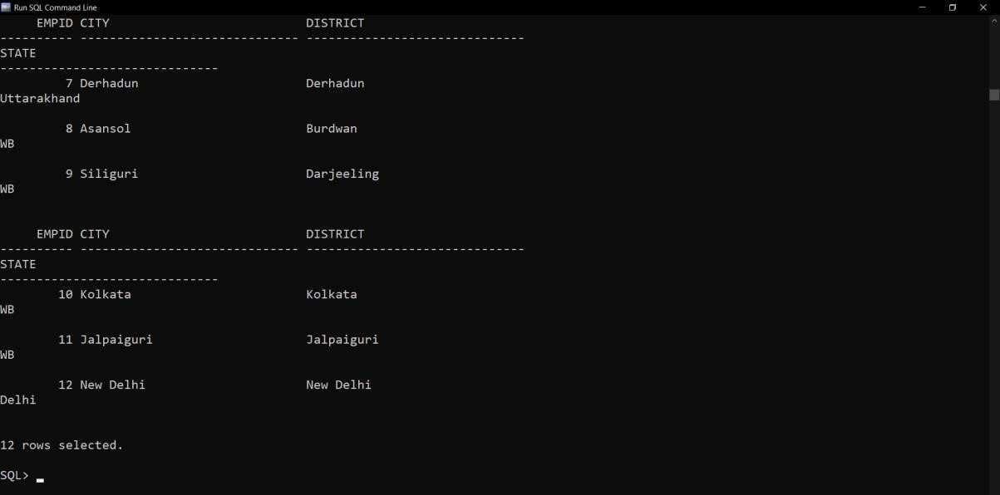 Run SQL Command Line
     EMPID CITY                           DISTRICT
---------- ------------------------------ ------------------------------
STATE
------------------------------
         7 Derhadun                       Derhadun
Uttarakhand
         8 Asansol                        Burdwan
WB
         9 Siliguri                       Darjeeling
WB
     EMPID CITY                           DISTRICT
---------- ------------------------------ ------------------------------
STATE
------------------------------
        10 Kolkata                        Kolkata
WB
        11 Jalpaiguri                     Jalpaiguri
WB
        12 New Delhi                      New Delhi
Delhi
12 rows selected.
SQL> _